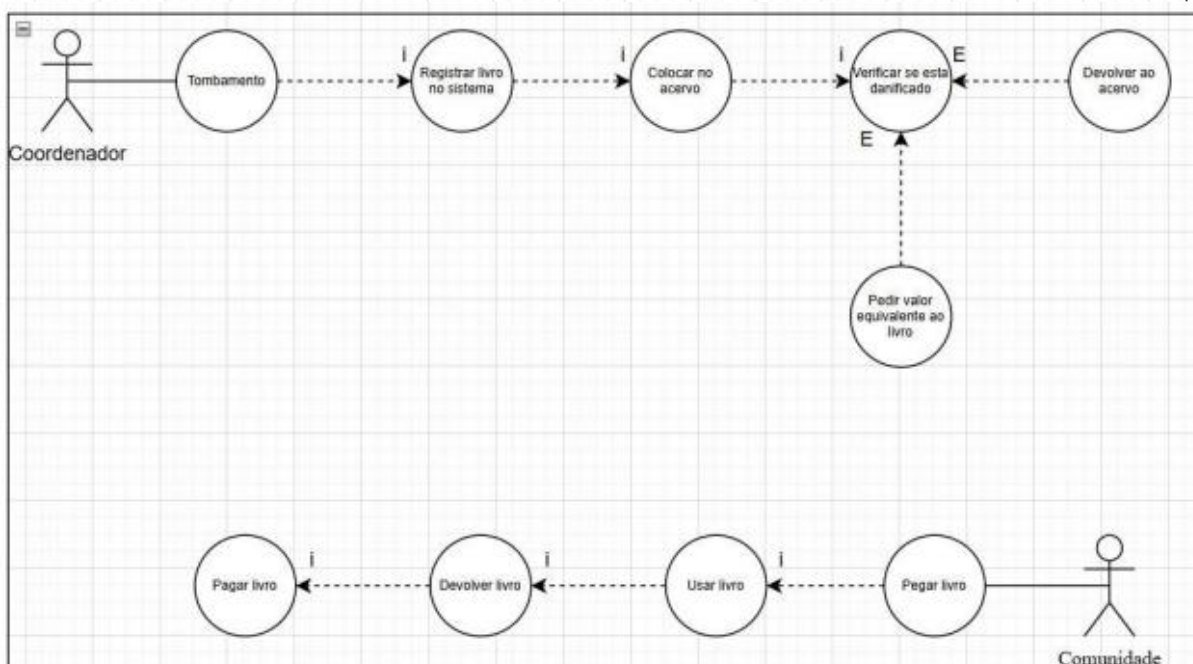 Tombamento
i
Registrar livro
no sistema
i
Colocar no
acervo
i
Verificar se esta
danificado
E
Devolver ao
acervo
Coordenador
E
Pedir valor
equivalente ao
livro
Pagar livro
i
Devolver livro
i
Usar livro
i
Pegar livro
Comunidade